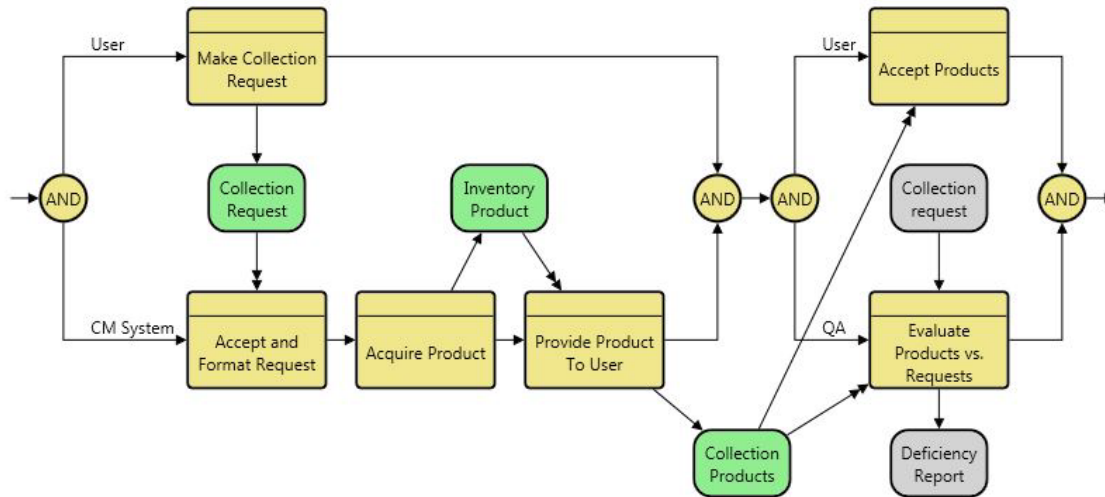 User
Make Collection
Request
User
Accept Products
AND
Collection
Request
Inventory
Product
AND
AND
Collection
request
AND
CM System
Accept and
Format Request
Acquire Product
Provide Product
To User
QA
Evaluate
Products vs.
Requests
Collection
Products
Deficiency
Report